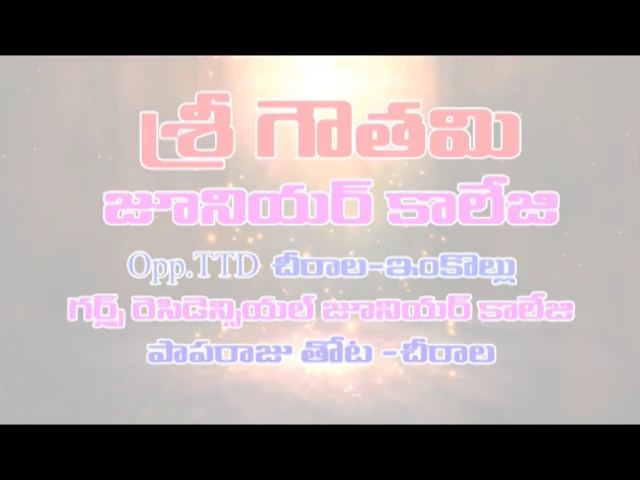 శ్రీ గౌతమి
జూనియర్ కాలేజి
Opp.TTD చీరాల-ఇంకొల్లు
గర్ల్స్ రెసిడెన్సియల్ జూనియర్ కాలేజి
పాపరాజు తోట -చీరాల